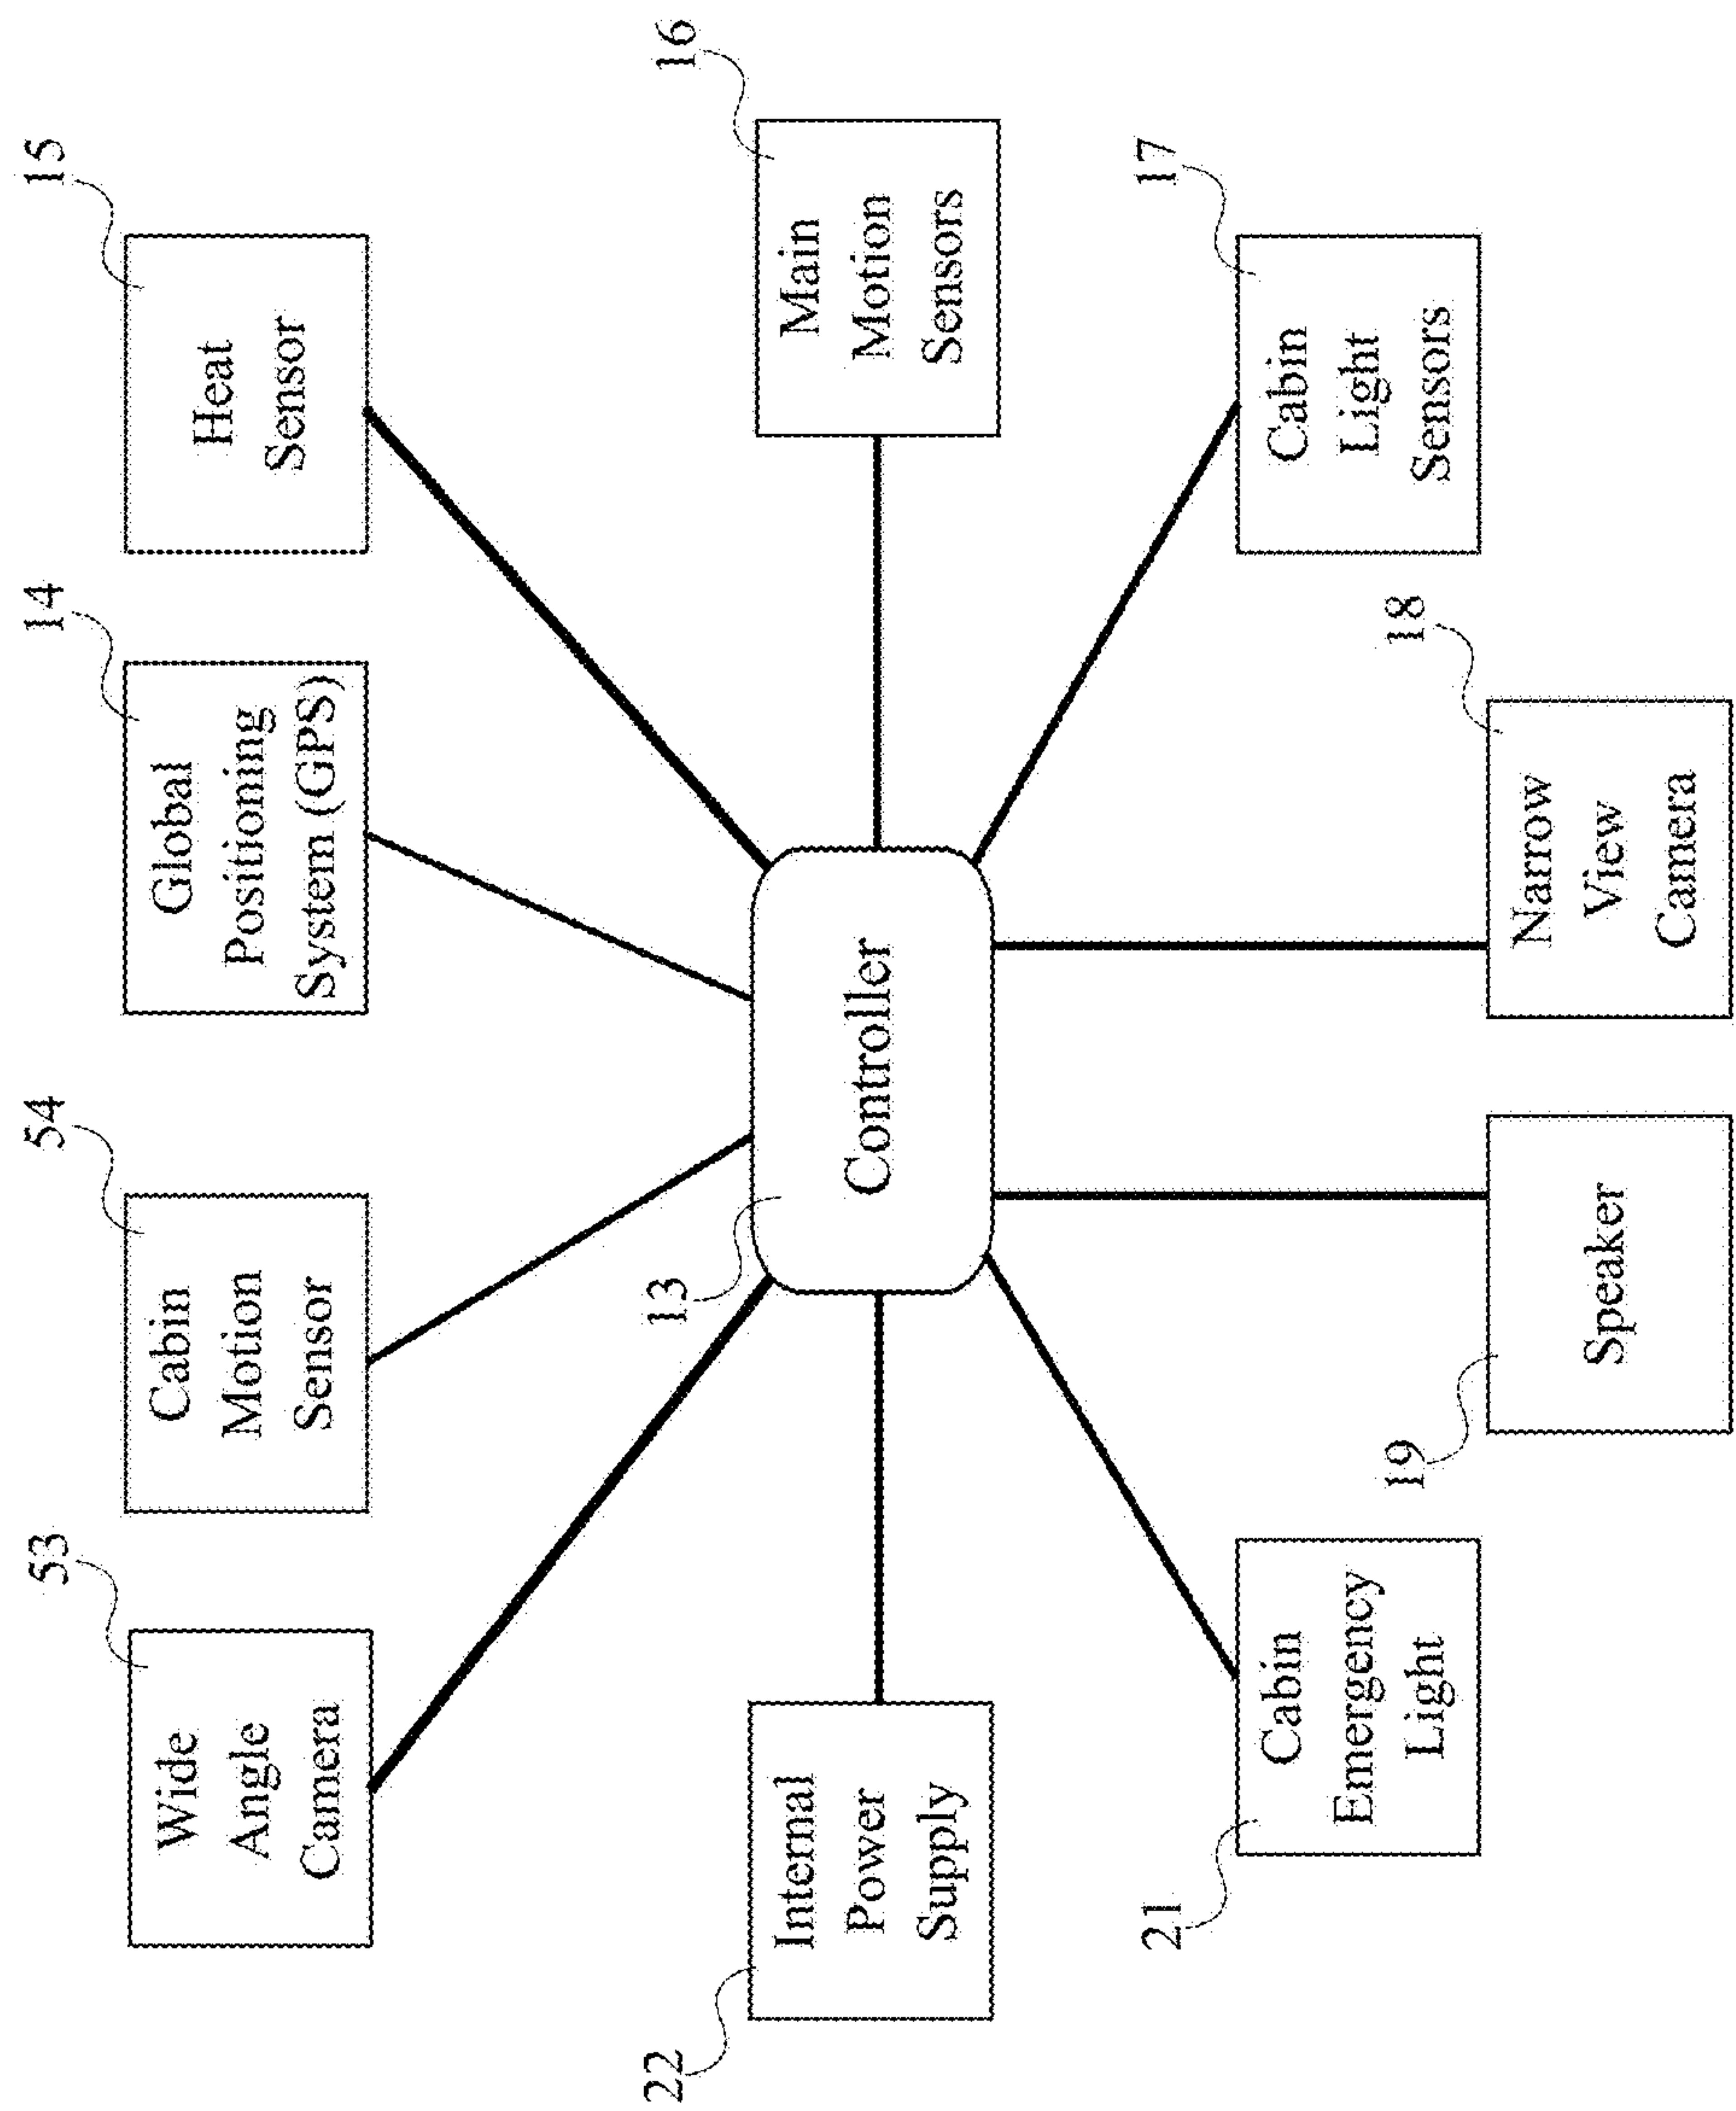 53
Wide
Angle
Camera
54
Cabin
Motion
Sensor
14
Global
Positioning
System (GPS)
15
Heat
Sensor
22
Internal
Power
Supply
13
Controller
16
Main
Motion
Sensors
21
Cabin
Emergency
Light
19
Speaker
18
Narrow
View
Camera
17
Cabin
Light
Sensors